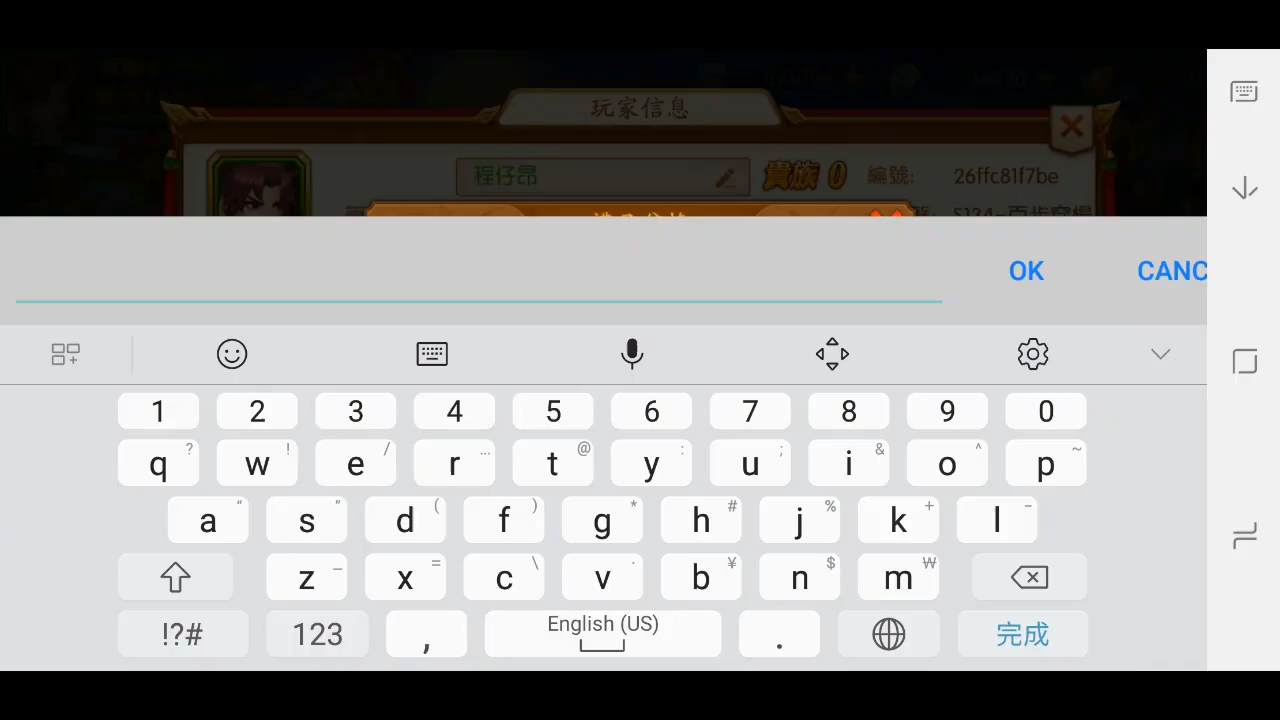 玩家信息
程仔昂 貴族 0 編號: 26ffc81f7be
OK CANC
1 2 3 4 5 6 7 8 9 0
q ? w ! e / r ... t @ y : u ; i & o ^ p ~
a “ s ” d ( f ) g * h # j % k + l -
z _ x = c \ v · b ¥ n $ m ₩
!?# 123 , English (US) . 完成